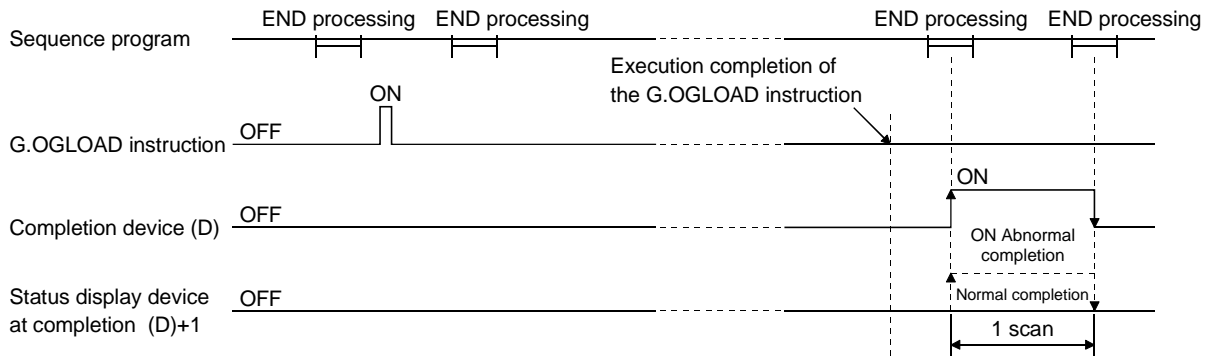 END processing END processing END processing END processing
Sequence program
Execution completion of
the G.OGLOAD instruction
ON
G.OGLOAD instruction OFF
ON
Completion device (D) OFF
ON Abnormal
completion
Status display device
at completion (D)+1
OFF
Normal completion
1 scan